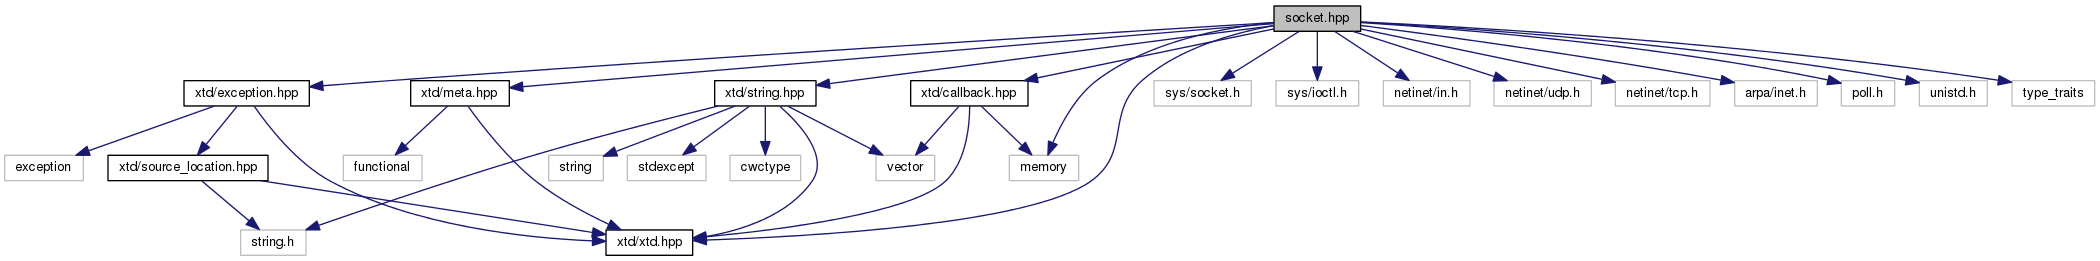 socket.hpp
xtd/exception.hpp
xtd/meta.hpp
xtd/string.hpp
xtd/callback.hpp
sys/socket.h
sys/ioctl.h
netinet/in.h
netinet/udp.h
netinet/tcp.h
arpa/inet.h
poll.h
unistd.h
type_traits
exception
xtd/source_location.hpp
functional
string
stdexcept
cwctype
vector
memory
string.h
xtd/xtd.hpp